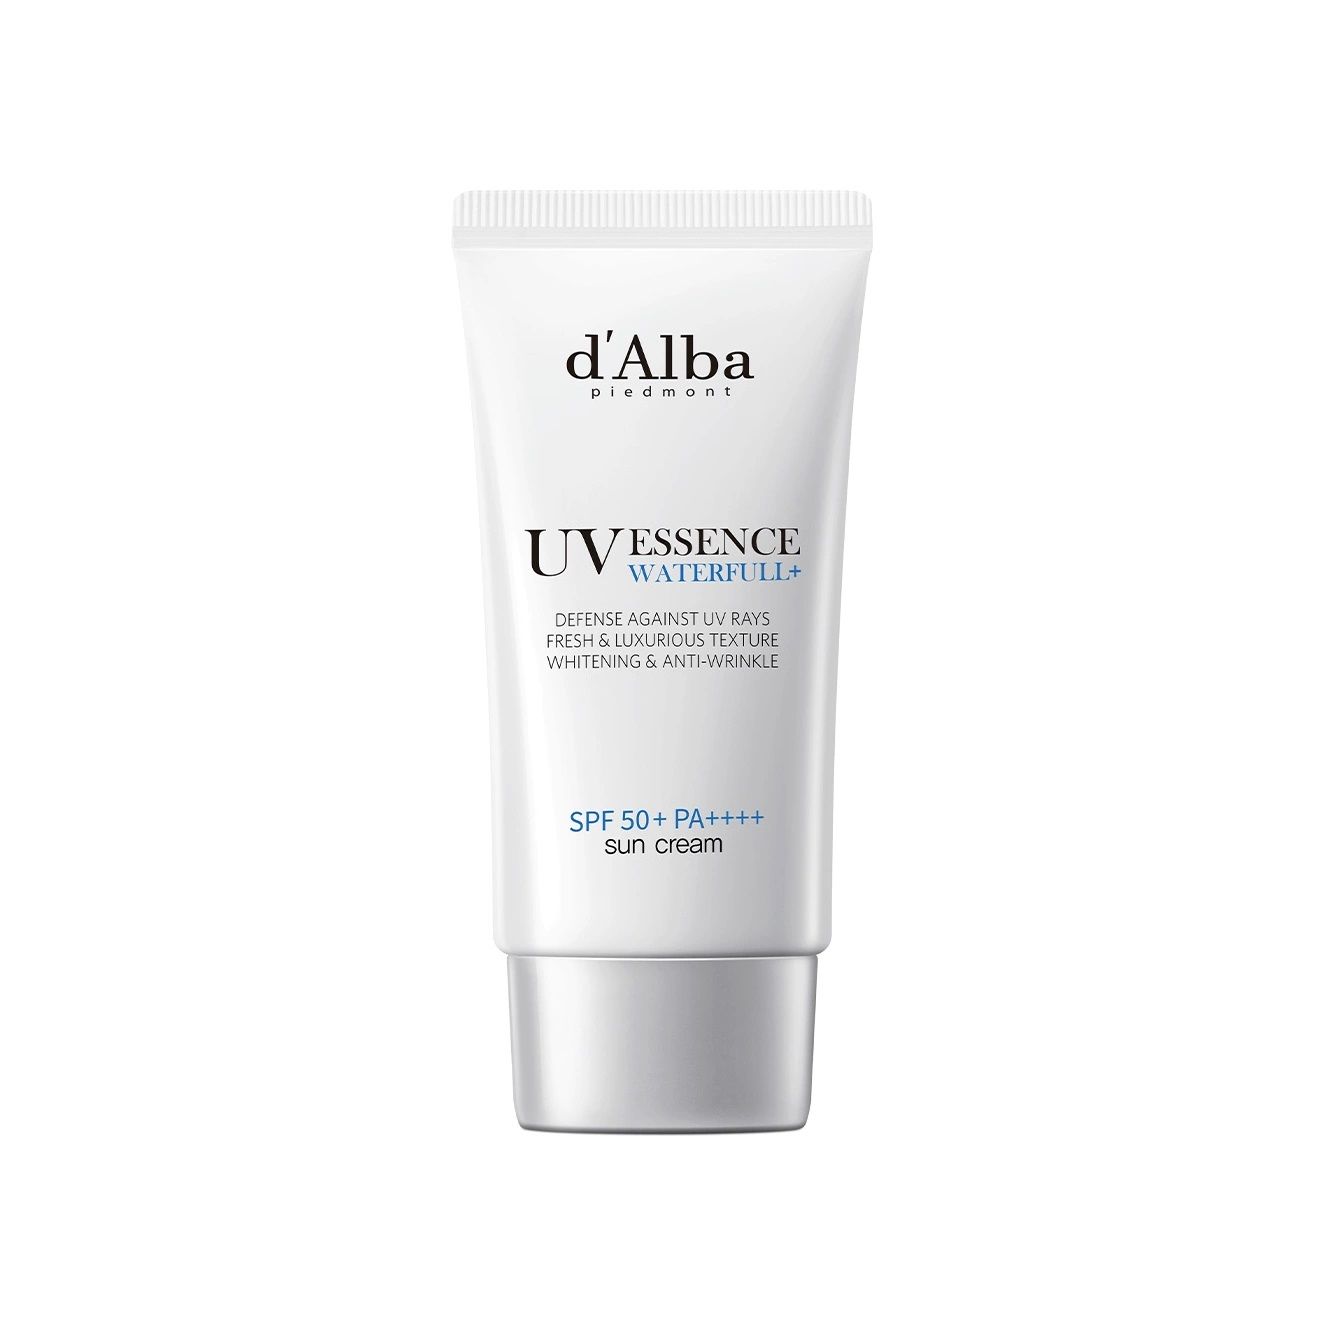 d'Alba
piedmont
UV ESSENCE
WATERFULL+
DEFENSE AGAINST UV RAYS
FRESH & LUXURIOUS TEXTURE
WHITENING & ANTI-WRINKLE
SPF 50+ PA++++
sun cream